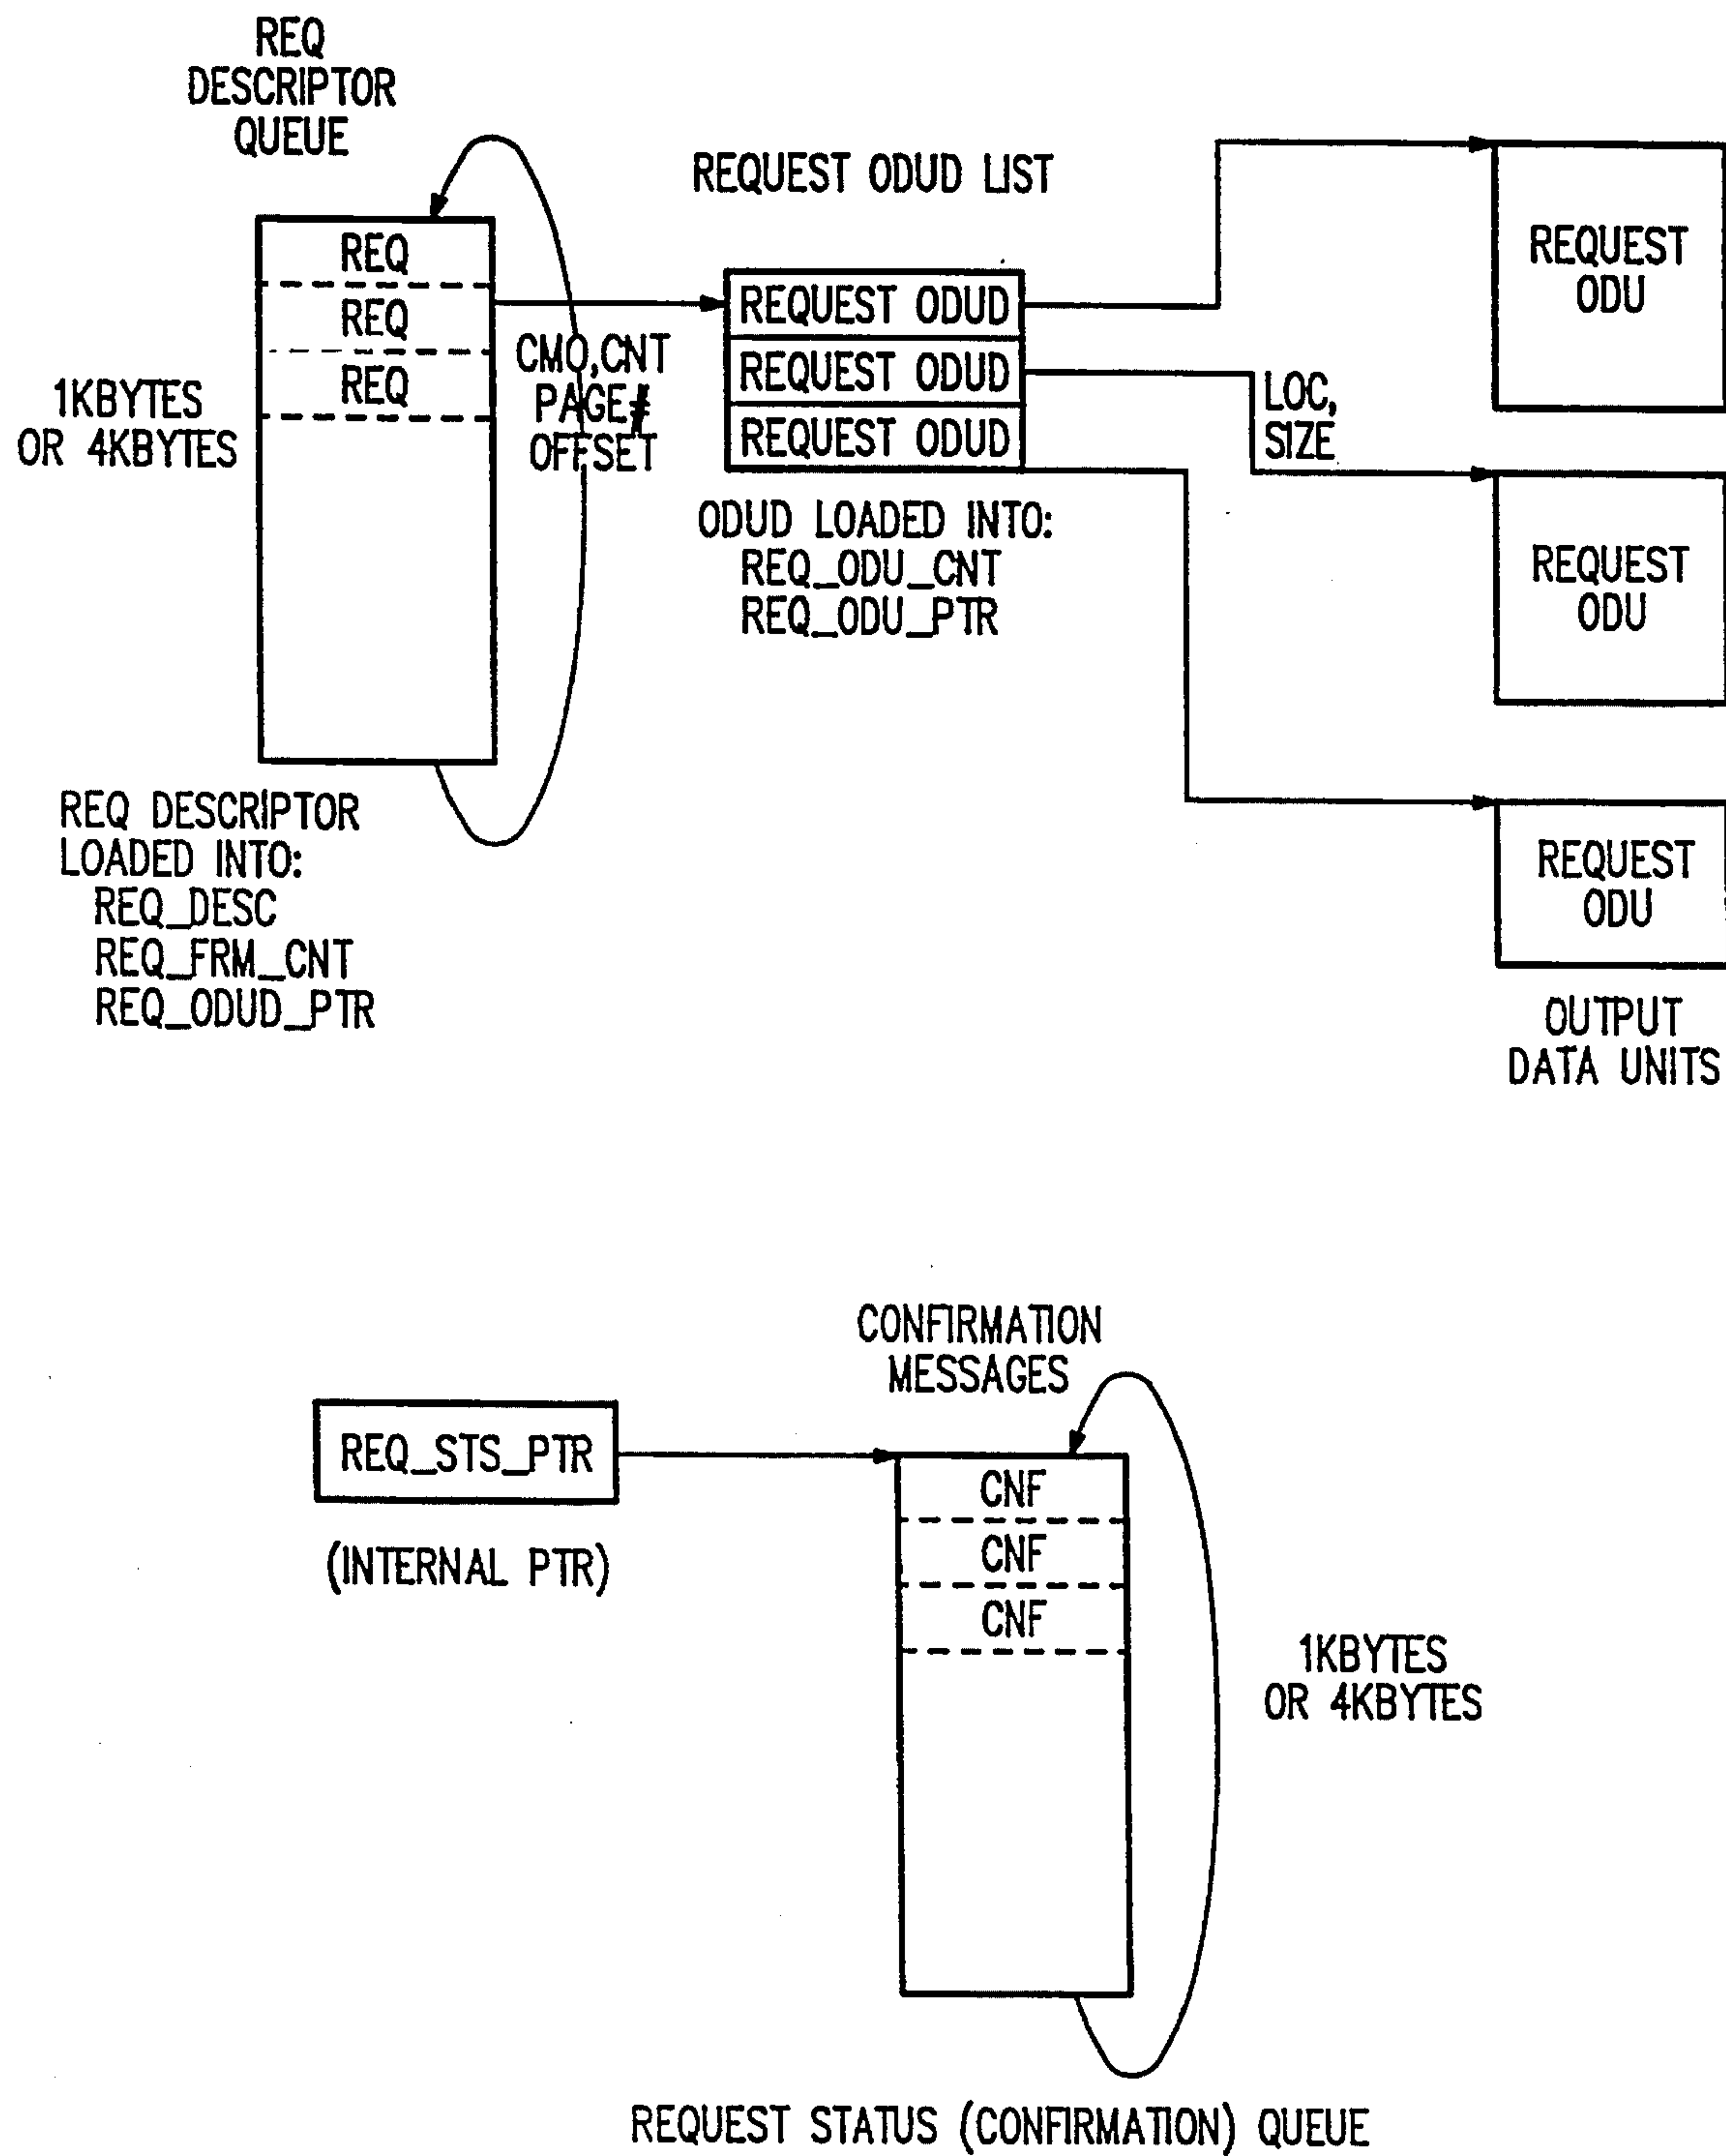 REQ
DESCRIPTOR
QUEUE
REQ
REQ
REQ
1KBYTES
OR 4KBYTES
REQ DESCRIPTOR
LOADED INTO:
REQ_DESC
REQ_FRM_CNT
REQ_ODUD_PTR
CMO,CNT
PAGE#
OFFSET
REQUEST ODUD LIST
REQUEST ODUD
REQUEST ODUD
REQUEST ODUD
ODUD LOADED INTO:
REQ_ODU_CNT
REQ_ODU_PTR
LOC,
SIZE
REQUEST
ODU
REQUEST
ODU
REQUEST
ODU
OUTPUT
DATA UNITS
REQ_STS_PTR
(INTERNAL PTR)
CONFIRMATION
MESSAGES
CNF
CNF
CNF
1KBYTES
OR 4KBYTES
REQUEST STATUS (CONFIRMATION) QUEUE